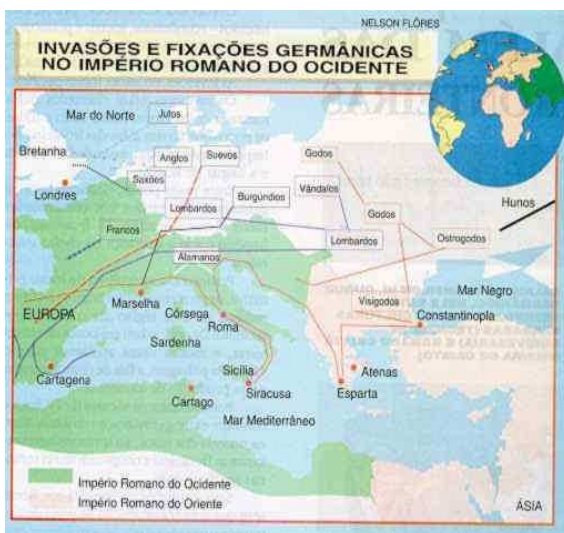 NELSON FLÔRES
INVASÕES E FIXAÇÕES GERMÂNICAS
NO IMPÉRIO ROMANO DO OCIDENTE
Mar do Norte
Jutos
Bretanha
Anglos
Suevos
Godos
Saxões
Londres
Lombardos
Burgúndios
Vândalos
Hunos
Godos
Francos
Lombardos
Ostrogodos
Alamanos
Mar Negro
Marselha
Visigodos
Constantinopla
EUROPA
Córsega
Roma
Sardenha
Atenas
Cartagena
Sicília
Cartago
Siracusa
Esparta
Mar Mediterrâneo
Império Romano do Ocidente
Império Romano do Oriente
ÁSIA